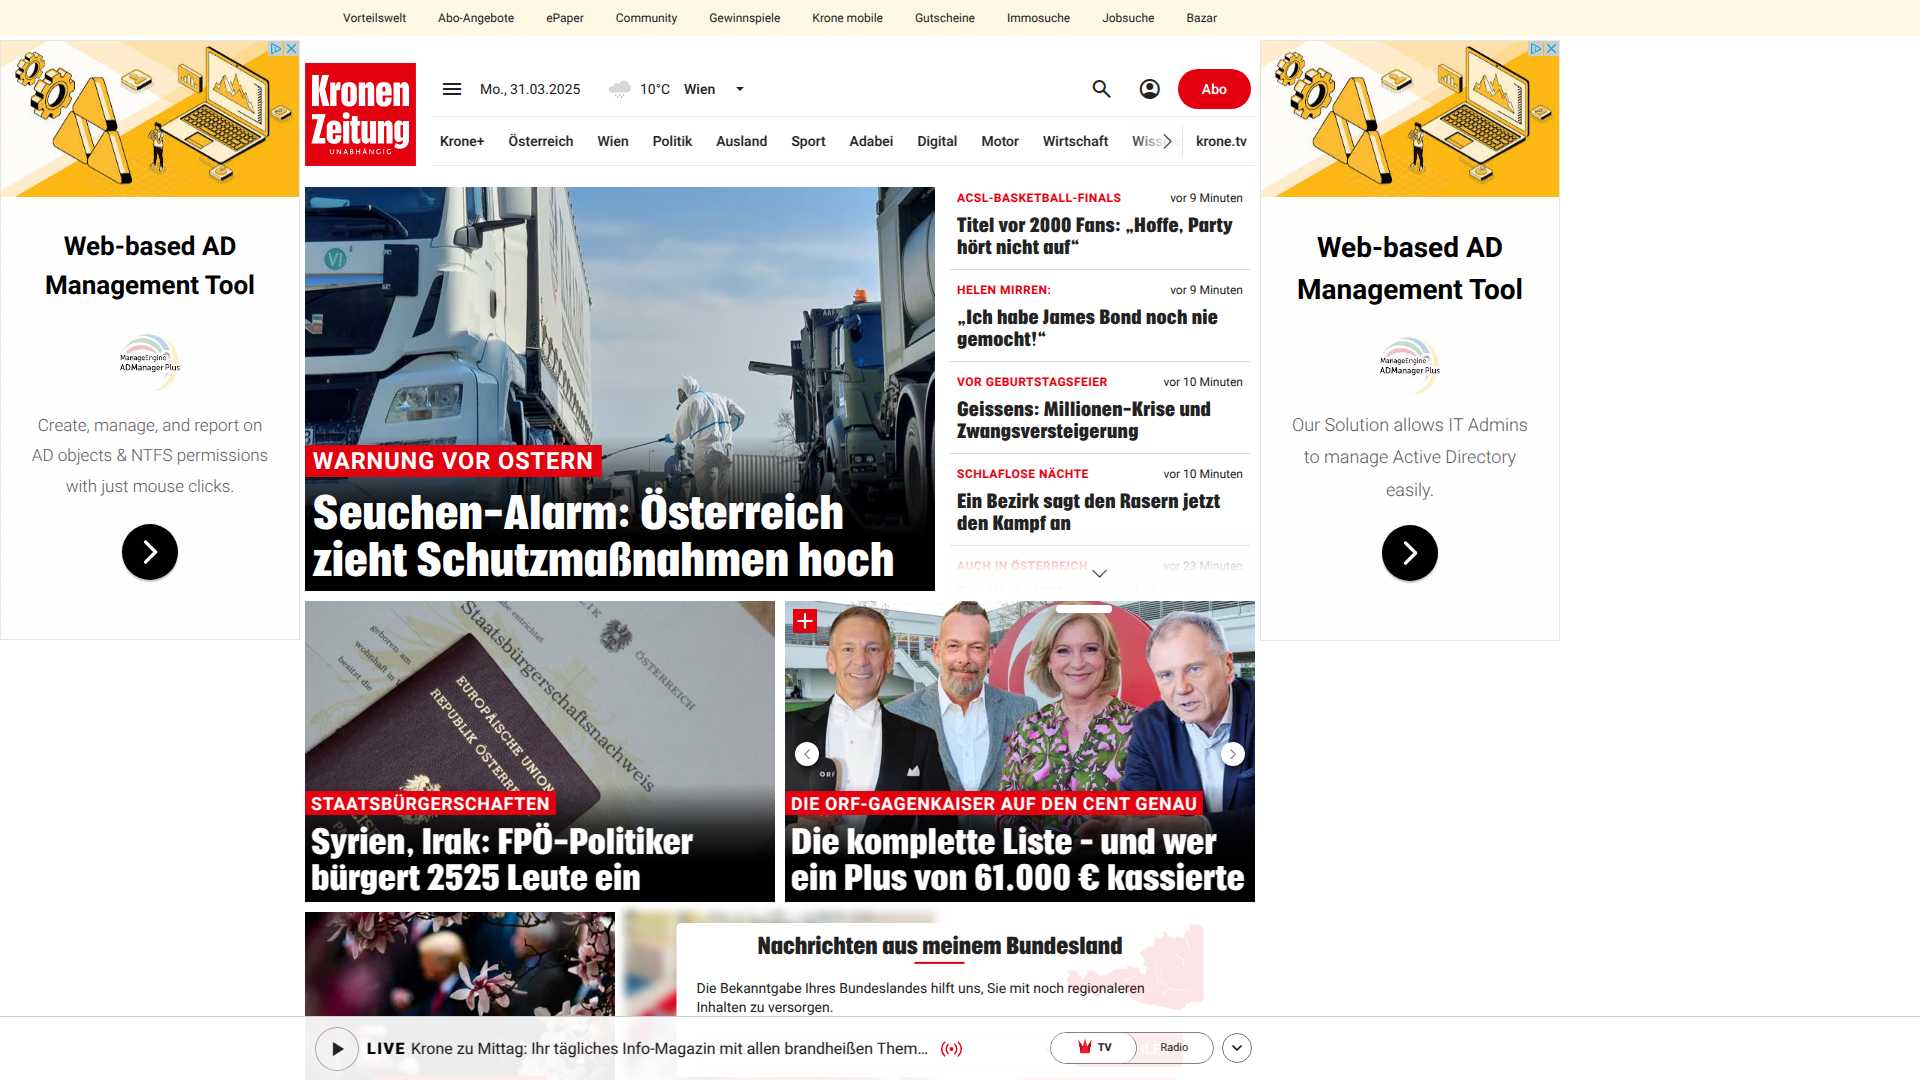 Vorteilswelt Abo-Angebote ePaper Community Gewinnspiele Krone mobile Gutscheine Immosuche Jobsuche Bazar
Kronen
Zeitung
UNABHÄNGIG
Mo., 31.03.2025 10°C Wien
Abo
Krone+ Österreich Wien Politik Ausland Sport Adabei Digital Motor Wirtschaft Wiss krone.tv
Web-based AD
Management Tool
ManageEngine
ADManager Plus
Create, manage, and report on
AD objects & NTFS permissions
with just mouse clicks.
VI
WARNUNG VOR OSTERN
Seuchen-Alarm: Österreich
zieht Schutzmaßnahmen hoch
ACSL-BASKETBALL-FINALS vor 9 Minuten
Titel vor 2000 Fans: „Hoffe, Party
hört nicht auf“
HELEN MIRREN: vor 9 Minuten
„Ich habe James Bond noch nie
gemocht!“
VOR GEBURTSTAGSFEIER vor 10 Minuten
Geissens: Millionen-Krise und
Zwangsversteigerung
SCHLAFLOSE NÄCHTE vor 10 Minuten
Ein Bezirk sagt den Rasern jetzt
den Kampf an
AUCH IN ÖSTERREICH vor 23 Minuten
Web-based AD
Management Tool
ManageEngine
ADManager Plus
Our Solution allows IT Admins
to manage Active Directory
easily.
entrichtet
geboren am
wohnhaft in
besitzt die
Staatsbürgerschaftsnachweis
ÖSTERREICH
EUROPÄISCHE UNION
REPUBLIK ÖSTERRE
STAATSBÜRGERSCHAFTEN
Syrien, Irak: FPÖ-Politiker
bürgert 2525 Leute ein
ORF
DIE ORF-GAGENKAISER AUF DEN CENT GENAU
Die komplette Liste – und wer
ein Plus von 61.000 € kassierte
Nachrichten aus meinem Bundesland
Die Bekanntgabe Ihres Bundeslandes hilft uns, Sie mit noch regionaleren
Inhalten zu versorgen.
LIVE Krone zu Mittag: Ihr tägliches Info-Magazin mit allen brandheißen Them...
TV Radio